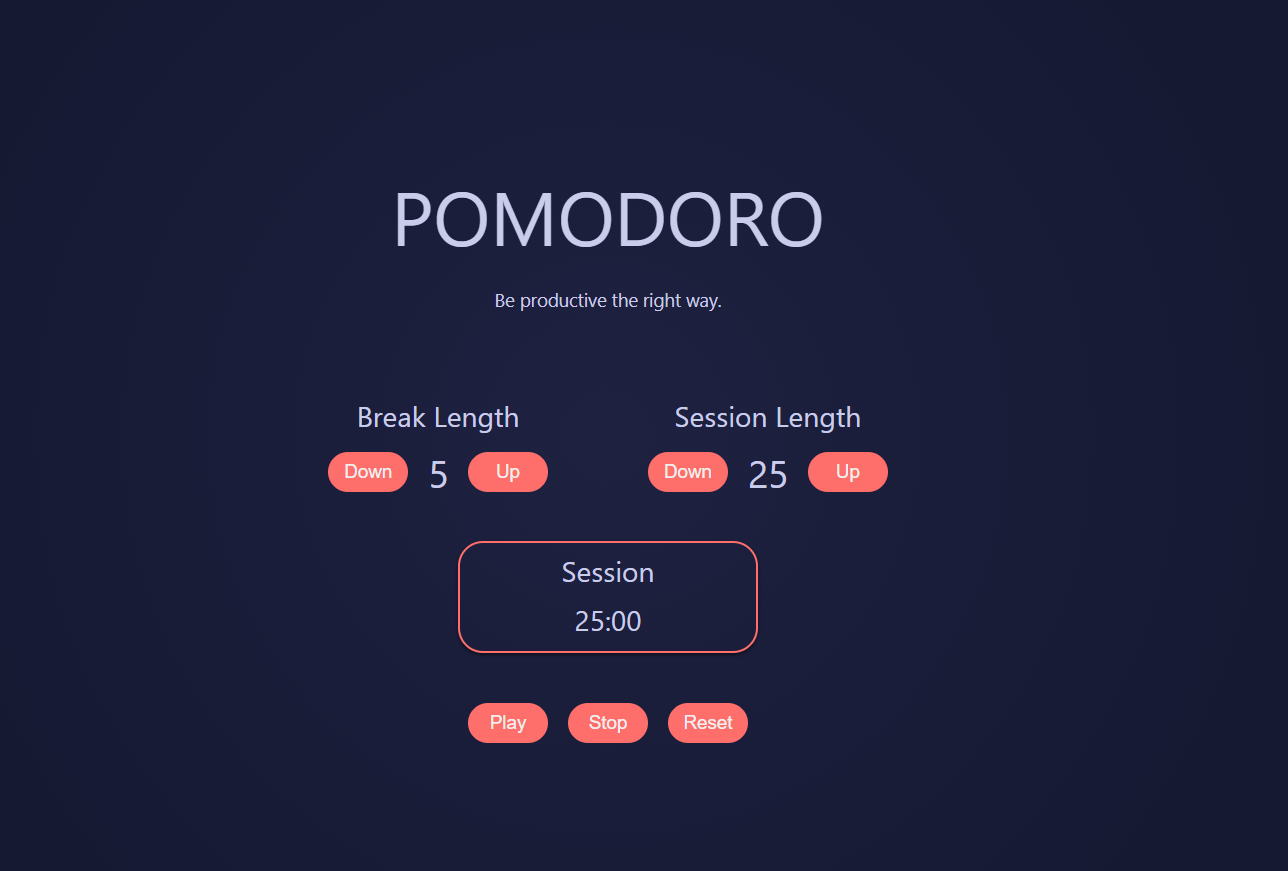 POMODORO
Be productive the right way.
Break Length
Down 5 Up
Session Length
Down 25 Up
Session
25:00
Play Stop Reset